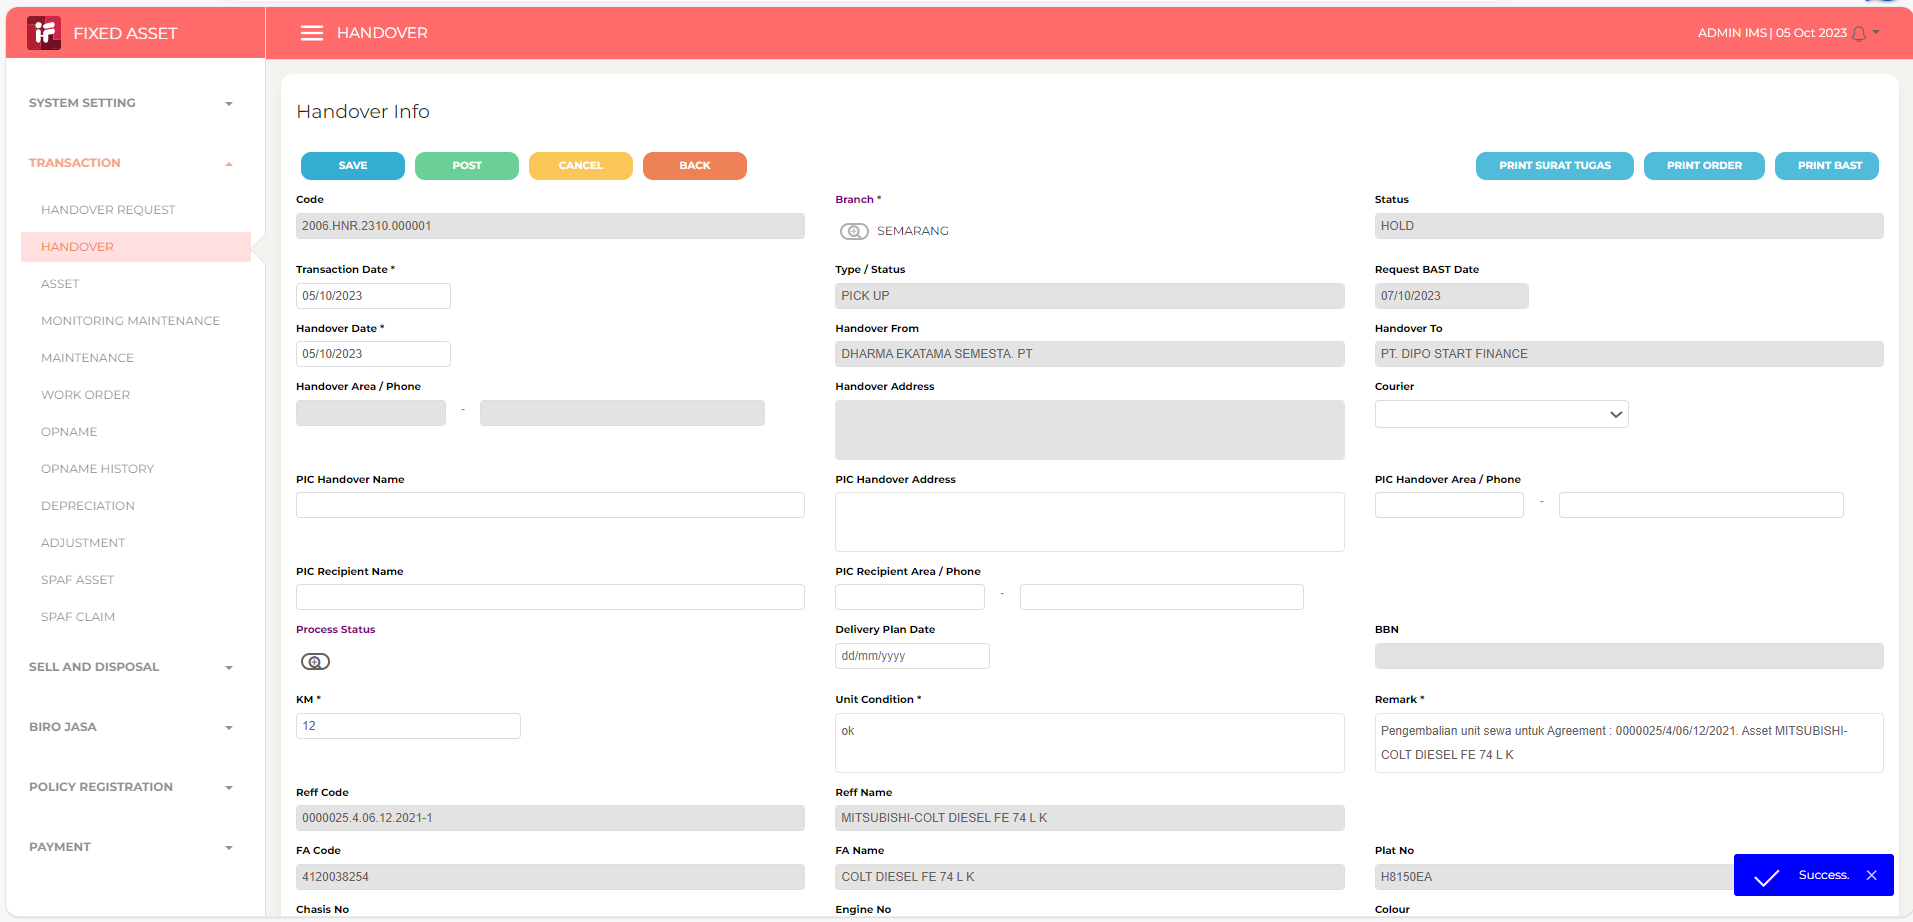 iF FIXED ASSET
HANDOVER
ADMIN IMS | 05 Oct 2023
SYSTEM SETTING
TRANSACTION
HANDOVER REQUEST
HANDOVER
ASSET
MONITORING MAINTENANCE
MAINTENANCE
WORK ORDER
OPNAME
OPNAME HISTORY
DEPRECIATION
ADJUSTMENT
SPAF ASSET
SPAF CLAIM
SELL AND DISPOSAL
BIRO JASA
POLICY REGISTRATION
PAYMENT
Handover Info
SAVE POST CANCEL BACK PRINT SURAT TUGAS PRINT ORDER PRINT BAST
Code Branch * Status
2006.HNR.2310.000001 SEMARANG HOLD
Transaction Date * Type / Status Request BAST Date
05/10/2023 PICK UP 07/10/2023
Handover Date * Handover From Handover To
05/10/2023 DHARMA EKATAMA SEMESTA. PT PT. DIPO START FINANCE
Handover Area / Phone Handover Address Courier
-
PIC Handover Name PIC Handover Address PIC Handover Area / Phone
-
PIC Recipient Name PIC Recipient Area / Phone
-
Process Status Delivery Plan Date BBN
dd/mm/yyyy
KM * Unit Condition * Remark *
12 ok Pengembalian unit sewa untuk Agreement : 0000025/4/06/12/2021. Asset MITSUBISHI-
COLT DIESEL FE 74 L K
Reff Code Reff Name
0000025.4.06.12.2021-1 MITSUBISHI-COLT DIESEL FE 74 L K
FA Code FA Name Plat No
4120038254 COLT DIESEL FE 74 L K H8150EA
Success.
Chasis No Engine No Colour